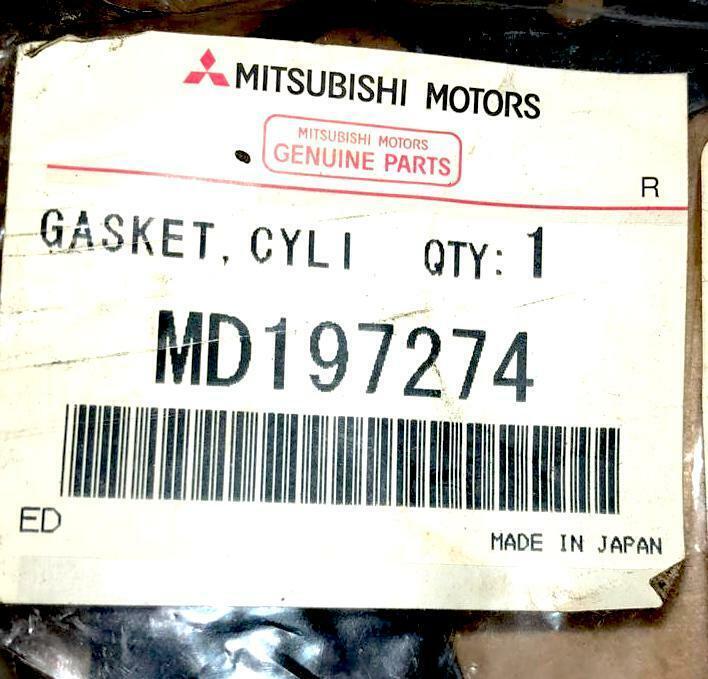 MITSUBISHI MOTORS
MITSUBISHI MOTORS
GENUINE PARTS
R
GASKET, CYLI QTY: 1
MD197274
ED
MADE IN JAPAN